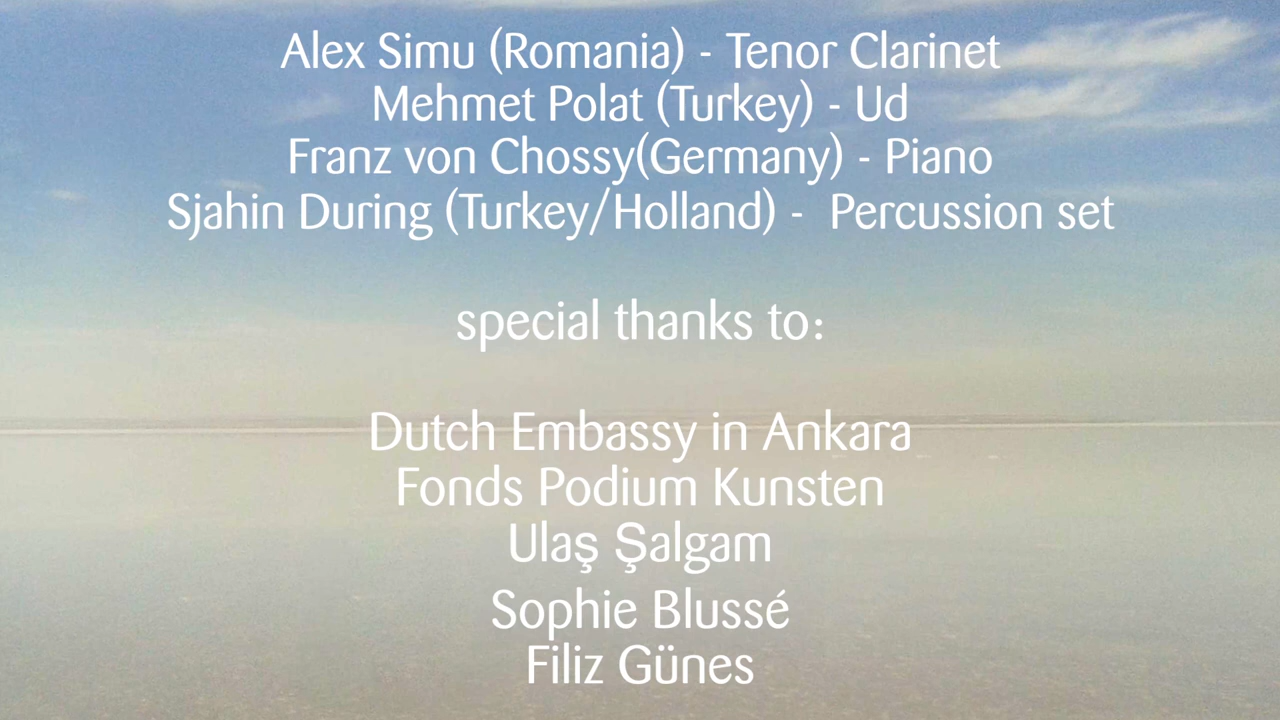 Alex Simu (Romania) - Tenor Clarinet
Mehmet Polat (Turkey) - Ud
Franz von Chossy(Germany) - Piano
Sjahin During (Turkey/Holland) -  Percussion set
special thanks to:
Dutch Embassy in Ankara
Fonds Podium Kunsten
Ulaş Şalgam
Sophie Blussé
Filiz Günes